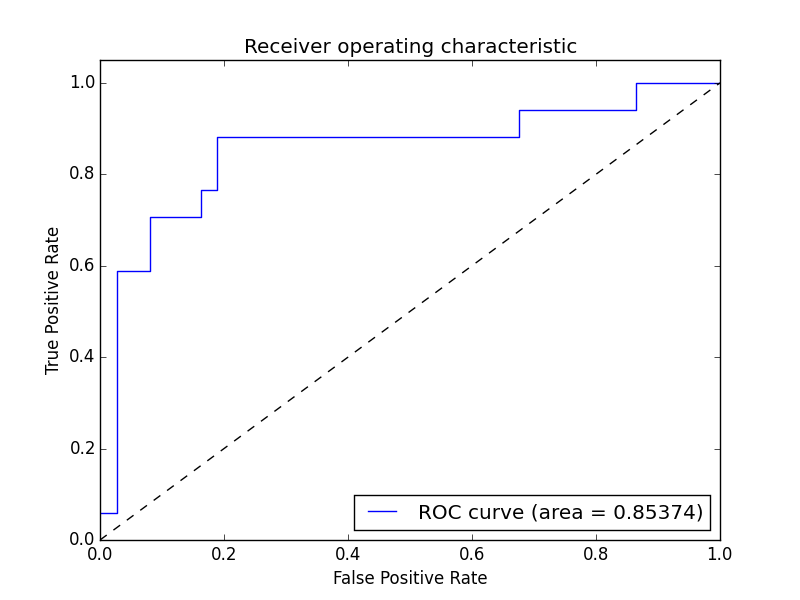 Receiver operating characteristic
1.0
0.8
0.6
0.4
0.2
0.0
True Positive Rate
ROC curve (area = 0.85374)
0.0 0.2 0.4 0.6 0.8 1.0
False Positive Rate